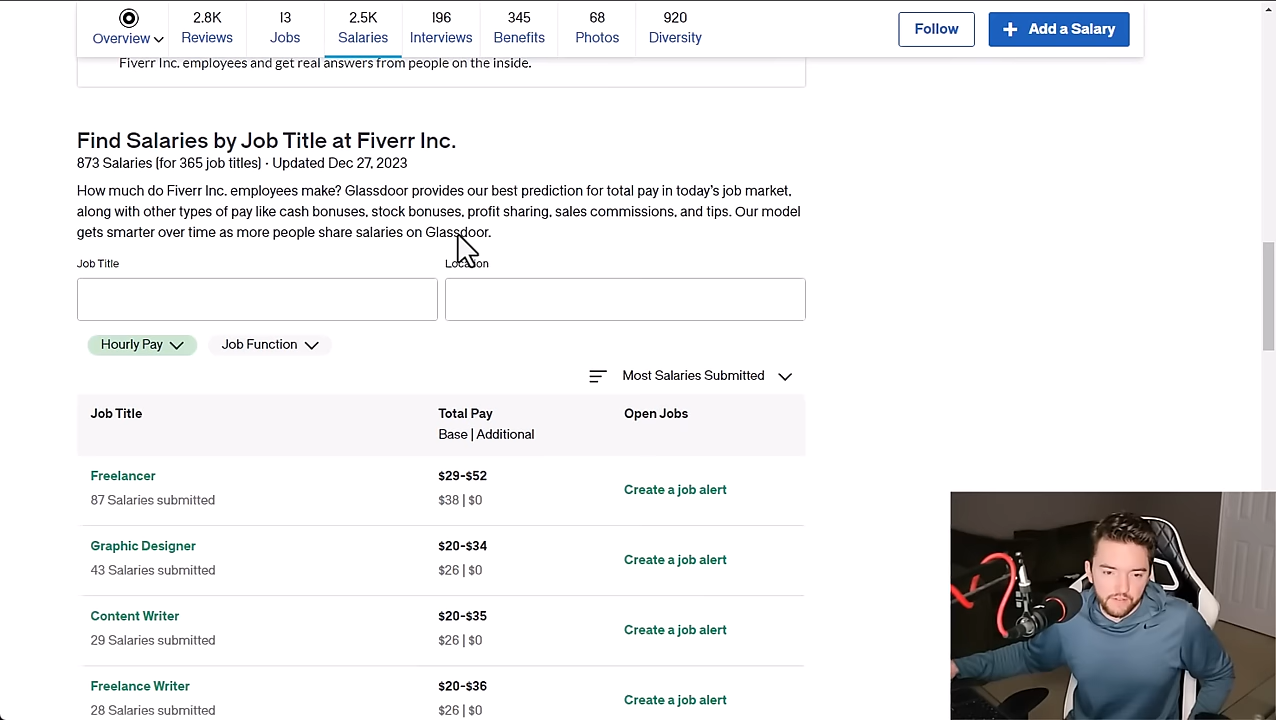 2.8K
I3
2.5K
I96
345
68
920
Overview
Reviews
Jobs
Salaries
Interviews
Benefits
Photos
Diversity
Follow
+ Add a Salary
Fiverr Inc. employees and get real answers from people on the inside.
Find Salaries by Job Title at Fiverr Inc.
873 Salaries (for 365 job titles) · Updated Dec 27, 2023
How much do Fiverr Inc. employees make? Glassdoor provides our best prediction for total pay in today's job market,
along with other types of pay like cash bonuses, stock bonuses, profit sharing, sales commissions, and tips. Our model
gets smarter over time as more people share salaries on Glassdoor.
Job Title
Location
Hourly Pay
Job Function
Most Salaries Submitted
Job Title
Total Pay
Open Jobs
Base | Additional
Freelancer
$29-$52
Create a job alert
87 Salaries submitted
$38 | $0
Graphic Designer
$20-$34
Create a job alert
43 Salaries submitted
$26 | $0
Content Writer
$20-$35
Create a job alert
29 Salaries submitted
$26 | $0
Freelance Writer
$20-$36
Create a job alert
28 Salaries submitted
$26 | $0